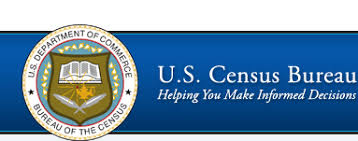 U.S. DEPARTMENT OF COMMERCE
BUREAU OF THE CENSUS
U.S. Census Bureau
Helping You Make Informed Decisions